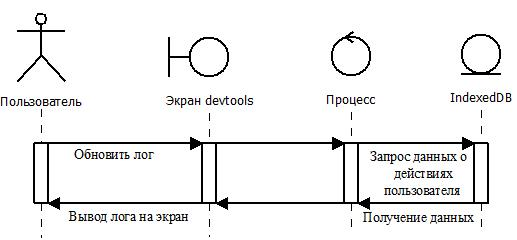 Пользователь
Экран devtools
Процесс
IndexedDB
Обновить лог
Запрос данных о
действиях
пользователя
Вывод лога на экран
Получение данных